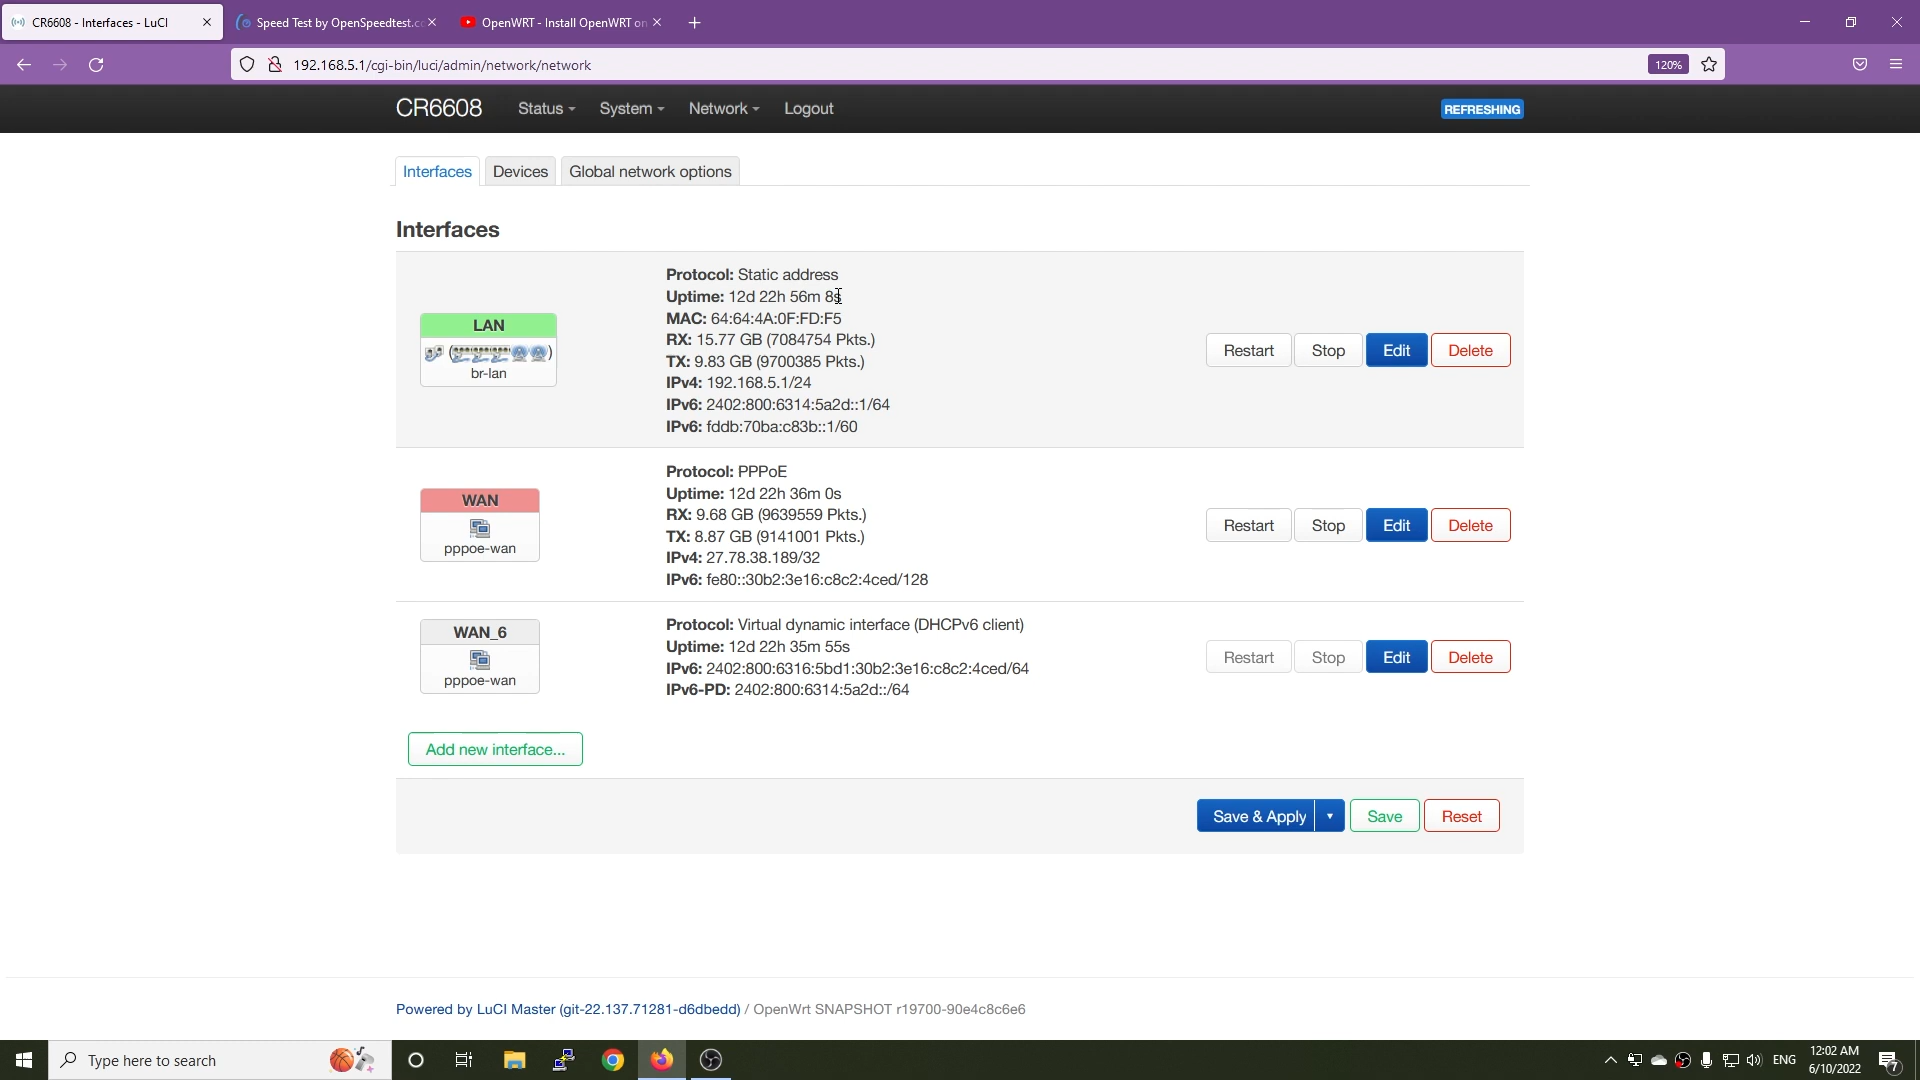 CR6608 - Interfaces - LuCI
Speed Test by OpenSpeedtest.co
OpenWRT - Install OpenWRT on
192.168.5.1/cgi-bin/luci/admin/network/network
120%
CR6608
Status
System
Network
Logout
REFRESHING
Interfaces
Devices
Global network options
Interfaces
LAN
br-lan
Protocol: Static address
Uptime: 12d 22h 56m 8s
MAC: 64:64:4A:0F:FD:F5
RX: 15.77 GB (7084754 Pkts.)
TX: 9.83 GB (9700385 Pkts.)
IPv4: 192.168.5.1/24
IPv6: 2402:800:6314:5a2d::1/64
IPv6: fddb:70ba:c83b::1/60
Restart
Stop
Edit
Delete
WAN
pppoe-wan
Protocol: PPPoE
Uptime: 12d 22h 36m 0s
RX: 9.68 GB (9639559 Pkts.)
TX: 8.87 GB (9141001 Pkts.)
IPv4: 27.78.38.189/32
IPv6: fe80::30b2:3e16:c8c2:4ced/128
Restart
Stop
Edit
Delete
WAN_6
pppoe-wan
Protocol: Virtual dynamic interface (DHCPv6 client)
Uptime: 12d 22h 35m 55s
IPv6: 2402:800:6316:5bd1:30b2:3e16:c8c2:4ced/64
IPv6-PD: 2402:800:6314:5a2d::/64
Restart
Stop
Edit
Delete
Add new interface...
Save & Apply
Save
Reset
Powered by LuCI Master (git-22.137.71281-d6dbedd) / OpenWrt SNAPSHOT r19700-90e4c8c6e6
Type here to search
ENG
12:02 AM
6/10/2022
7